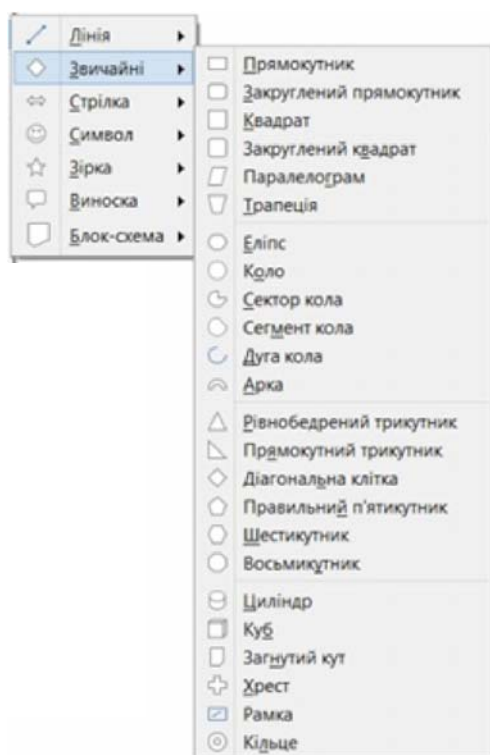 Лінія
Звичайні
Стрілка
Символ
Зірка
Виноска
Блок-схема
Прямокутник
Закруглений прямокутник
Квадрат
Закруглений квадрат
Паралелограм
Трапеція
Еліпс
Коло
Сектор кола
Сегмент кола
Дуга кола
Арка
Рівнобедрений трикутник
Прямокутний трикутник
Діагональна клітка
Правильний п'ятикутник
Шестикутник
Восьмикутник
Циліндр
Куб
Загнутий кут
Хрест
Рамка
Кільце